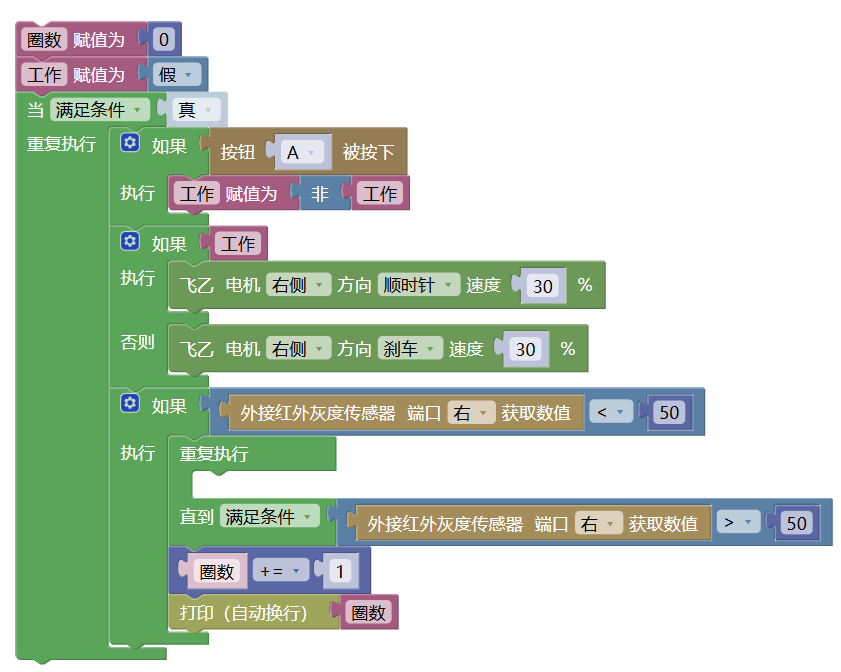 圈数 赋值为 0
工作 赋值为 假
当 满足条件 真
重复执行 如果 按钮 A 被按下
执行 工作 赋值为 非 工作
如果 工作
执行 飞乙 电机 右侧 方向 顺时针 速度 30 %
否则 飞乙 电机 右侧 方向 刹车 速度 30 %
如果 外接红外灰度传感器 端口 右 获取数值 < 50
执行 重复执行
直到 满足条件 外接红外灰度传感器 端口 右 获取数值 > 50
圈数 += 1
打印（自动换行） 圈数